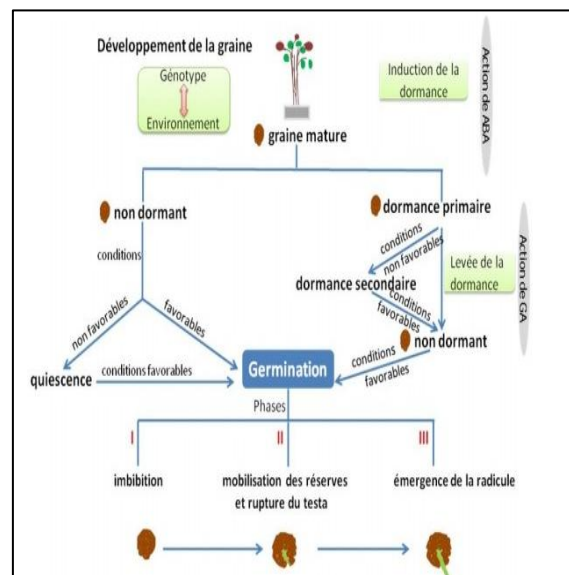 Développement de la graine
Génotype
Environnement
Induction de la
dormance
Action de ABA
graine mature
non dormant
dormance primaire
conditions
conditions
non favorables
Levée de la
dormance
Action de GA
dormance secondaire
conditions
favorables
non favorables
favorables
non dormant
quiescence
conditions favorables
Germination
conditions
favorables
Phases
I
II
III
imbibition
mobilisation des réserves
et rupture du testa
émergence de la radicule